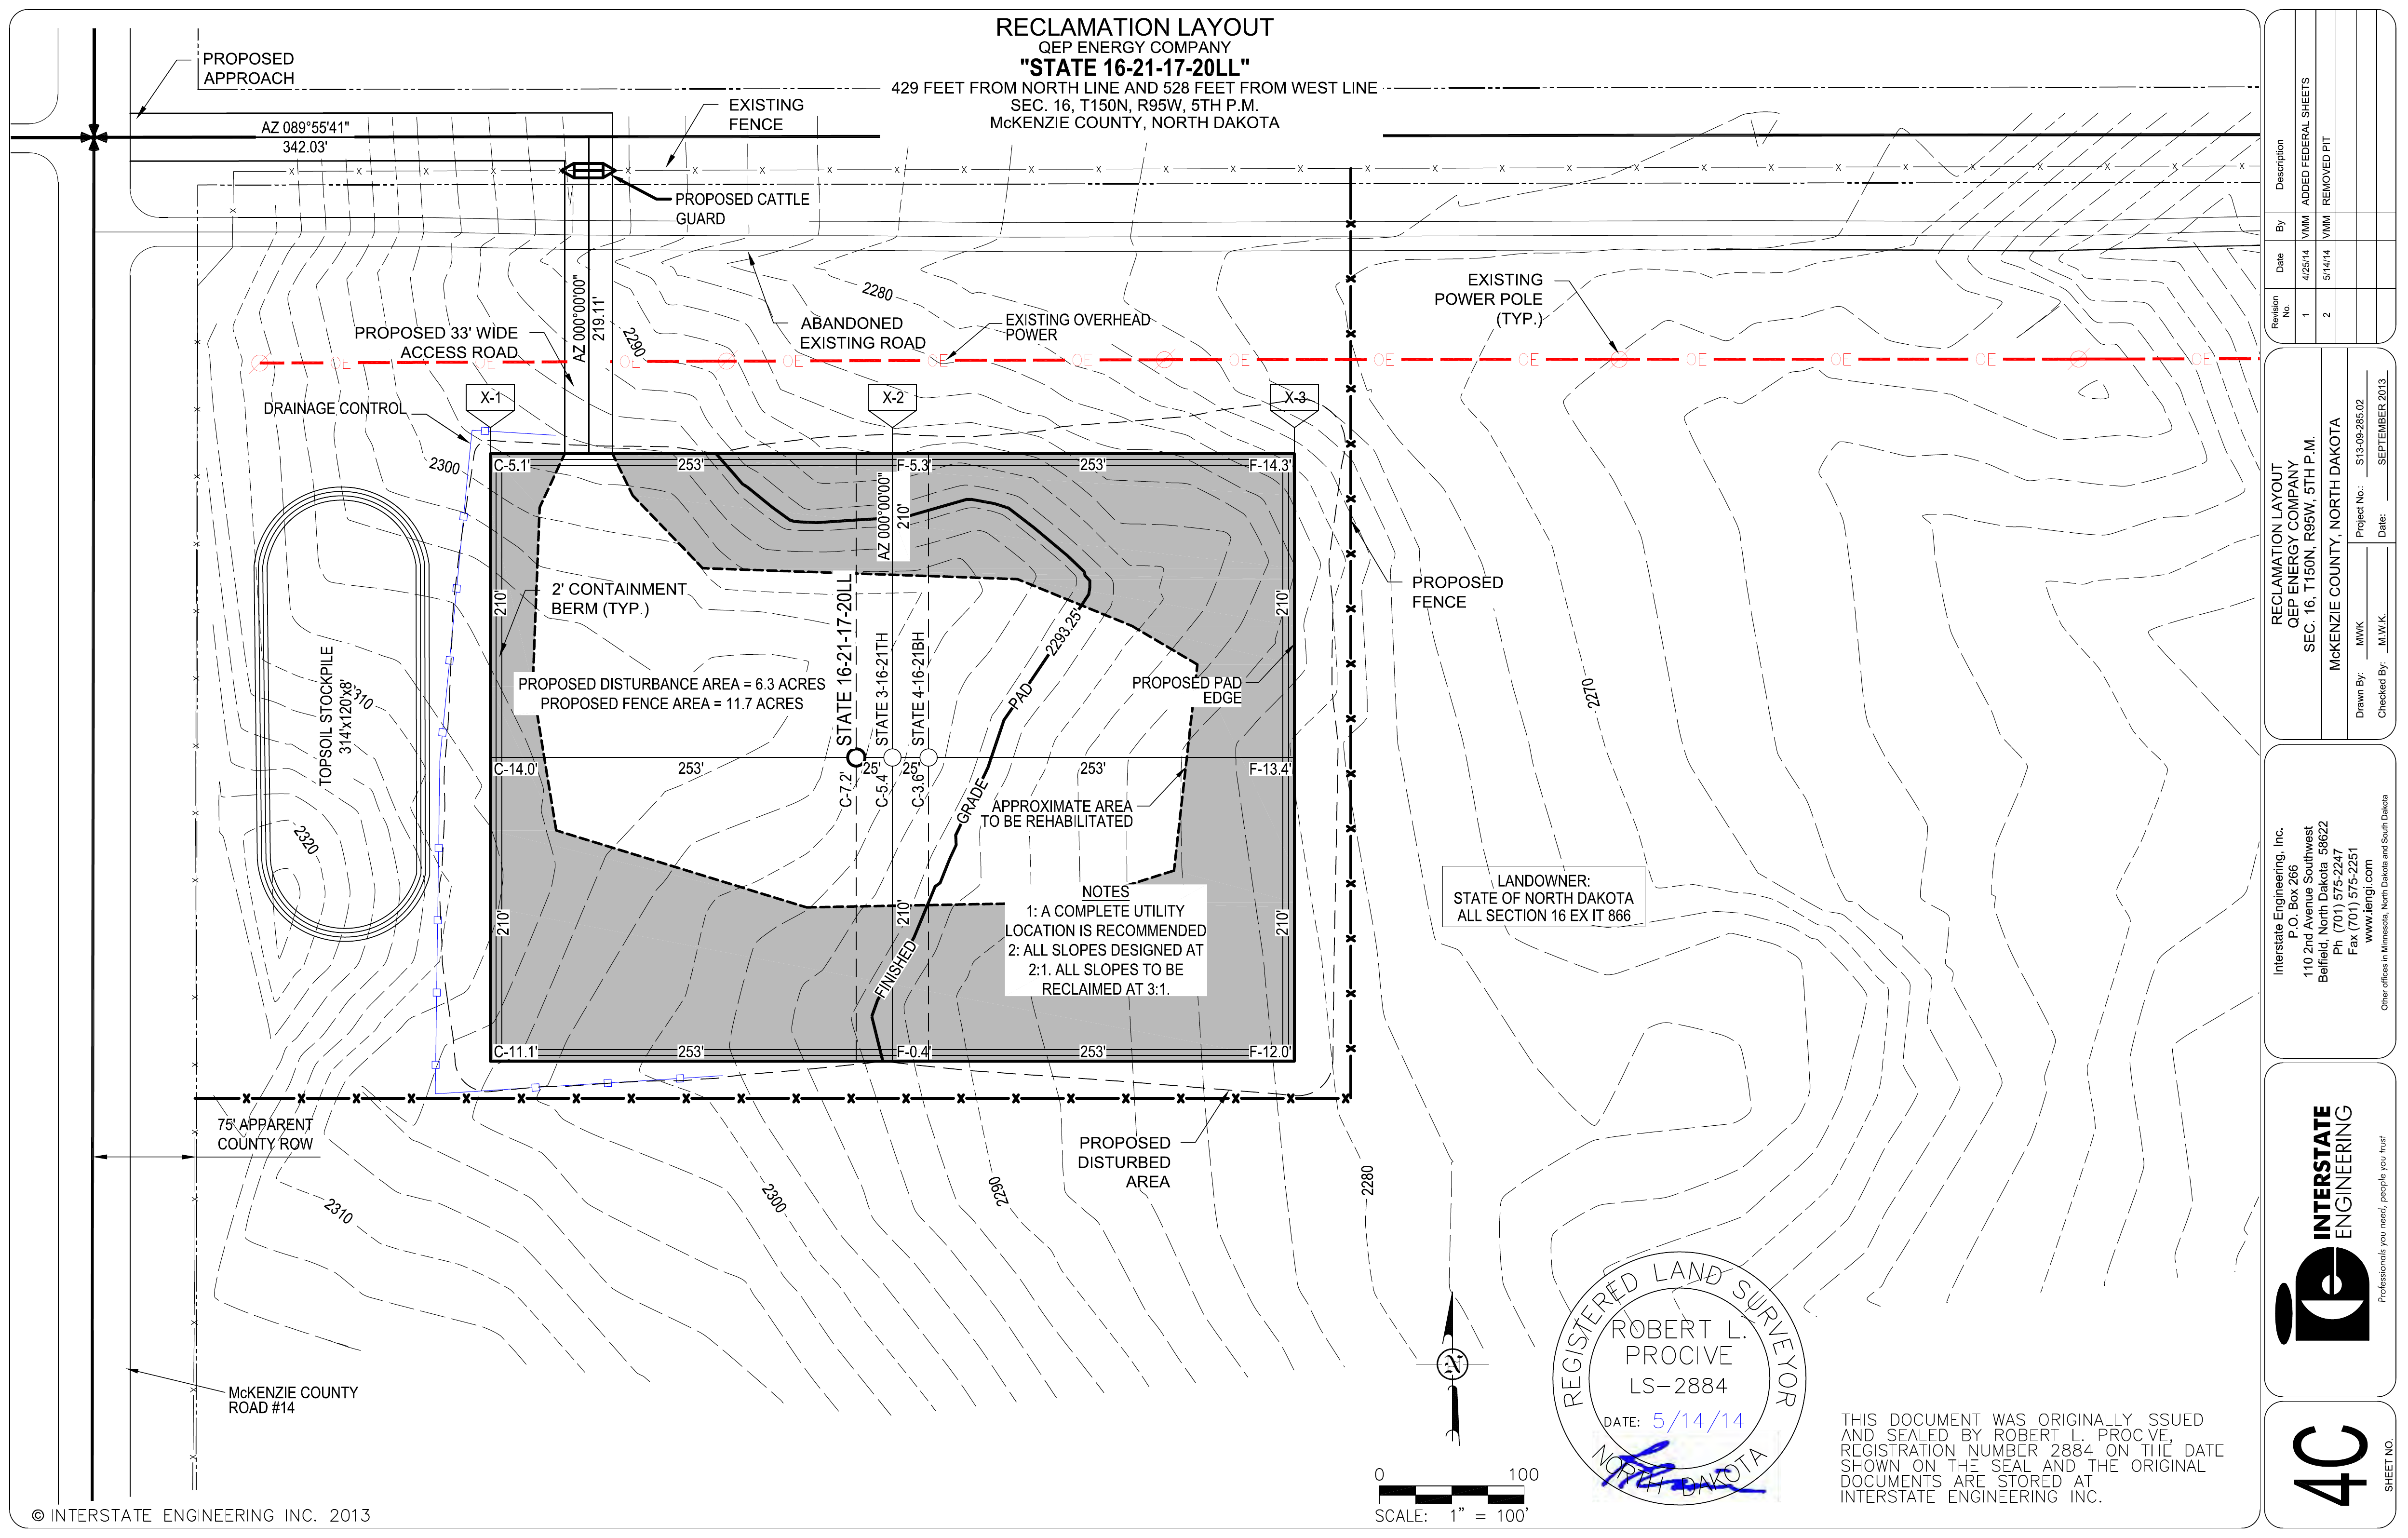 RECLAMATION LAYOUT
QEP ENERGY COMPANY
"STATE 16-21-17-20LL"
429 FEET FROM NORTH LINE AND 528 FEET FROM WEST LINE
SEC. 16, T150N, R95W, 5TH P.M.
McKENZIE COUNTY, NORTH DAKOTA
PROPOSED
APPROACH
EXISTING
FENCE
AZ 089°55'41"
342.03'
PROPOSED CATTLE
GUARD
AZ 000°00'00"
219.11'
2280
2290
ABANDONED
EXISTING ROAD
EXISTING OVERHEAD
POWER
EXISTING
POWER POLE
(TYP.)
PROPOSED 33' WIDE
ACCESS ROAD
OE OE OE OE OE OE OE OE OE OE OE OE OE OE
X-1
X-2
X-3
DRAINAGE CONTROL
2300
C-5.1'
253'
F-5.3'
253'
F-14.3'
AZ 000°00'00"
210'
2' CONTAINMENT
BERM (TYP.)
210'
210'
PROPOSED
FENCE
STATE 16-21-17-20LL
STATE 3-16-21TH
STATE 4-16-21BH
2293.25'
PAD
GRADE
FINISHED
TOPSOIL STOCKPILE
314'x120'x8'
2310
2320
PROPOSED DISTURBANCE AREA = 6.3 ACRES
PROPOSED FENCE AREA = 11.7 ACRES
PROPOSED PAD
EDGE
2270
C-14.0'
253'
25'
25'
253'
F-13.4'
C-7.2'
C-5.4'
C-3.6'
APPROXIMATE AREA
TO BE REHABILITATED
NOTES
1: A COMPLETE UTILITY
LOCATION IS RECOMMENDED
2: ALL SLOPES DESIGNED AT
2:1. ALL SLOPES TO BE
RECLAIMED AT 3:1.
210'
210'
210'
LANDOWNER:
STATE OF NORTH DAKOTA
ALL SECTION 16 EX IT 866
C-11.1'
253'
F-0.4'
253'
F-12.0'
75' APPARENT
COUNTY ROW
PROPOSED
DISTURBED
AREA
2310
2300
2290
2280
McKENZIE COUNTY
ROAD #14
N
0 100
SCALE: 1" = 100'
REGISTERED LAND SURVEYOR
ROBERT L.
PROCIVE
LS-2884
DATE: 5/14/14
NORTH DAKOTA
THIS DOCUMENT WAS ORIGINALLY ISSUED
AND SEALED BY ROBERT L. PROCIVE,
REGISTRATION NUMBER 2884 ON THE DATE
SHOWN ON THE SEAL AND THE ORIGINAL
DOCUMENTS ARE STORED AT
INTERSTATE ENGINEERING INC.
© INTERSTATE ENGINEERING INC. 2013
Revision No. Date By Description
1 4/25/14 VMM ADDED FEDERAL SHEETS
2 5/14/14 VMM REMOVED PIT
RECLAMATION LAYOUT
QEP ENERGY COMPANY
SEC. 16, T150N, R95W, 5TH P.M.
McKENZIE COUNTY, NORTH DAKOTA
Drawn By: MWK Project No.: S13-09-285.02
Checked By: M.W.K. Date: SEPTEMBER 2013
Interstate Engineering, Inc.
P.O. Box 266
110 2nd Avenue Southwest
Belfield, North Dakota 58622
Ph (701) 575-2247
Fax (701) 575-2251
www.iengi.com
Other offices in Minnesota, North Dakota and South Dakota
INTERSTATE
ENGINEERING
Professionals you need, people you trust
4C
SHEET NO.